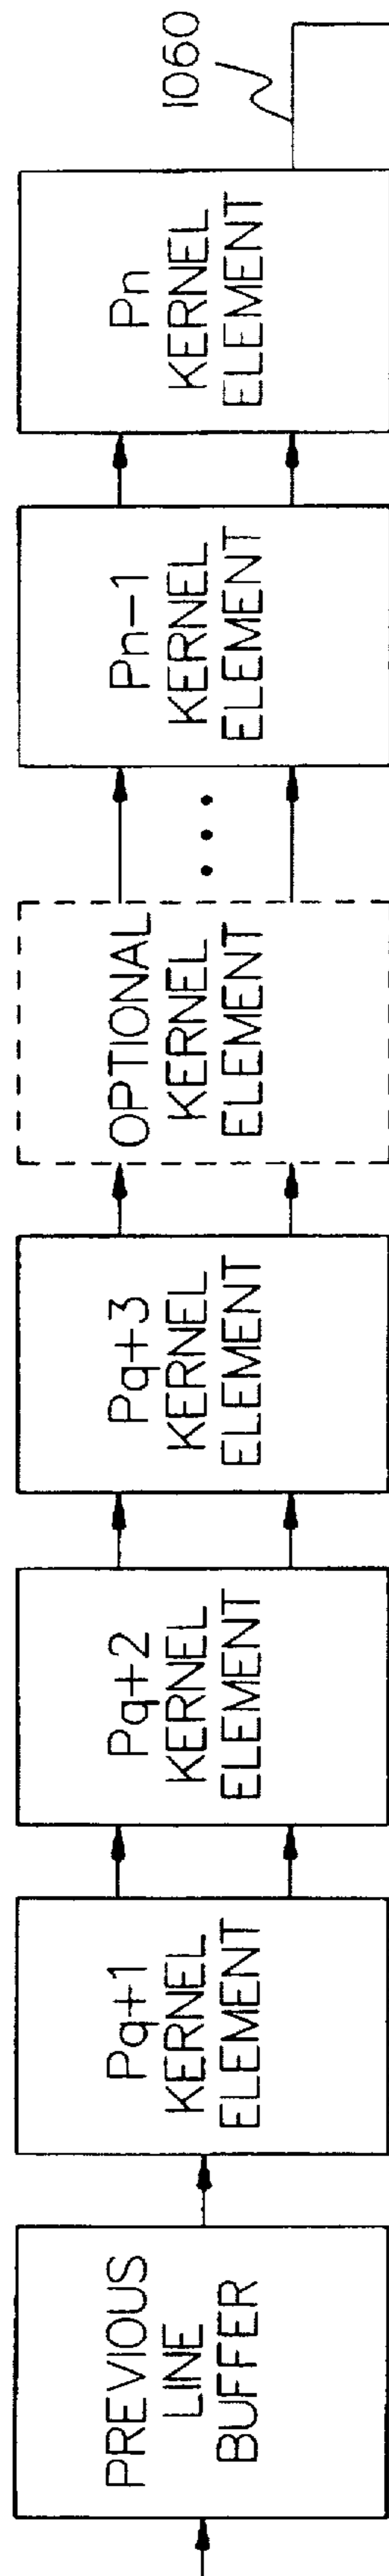 PREVIOUS
LINE
BUFFER
Pq+1
KERNEL
ELEMENT
Pq+2
KERNEL
ELEMENT
Pq+3
KERNEL
ELEMENT
OPTIONAL
KERNEL
ELEMENT
...
Pn-1
KERNEL
ELEMENT
Pn
KERNEL
ELEMENT
1060